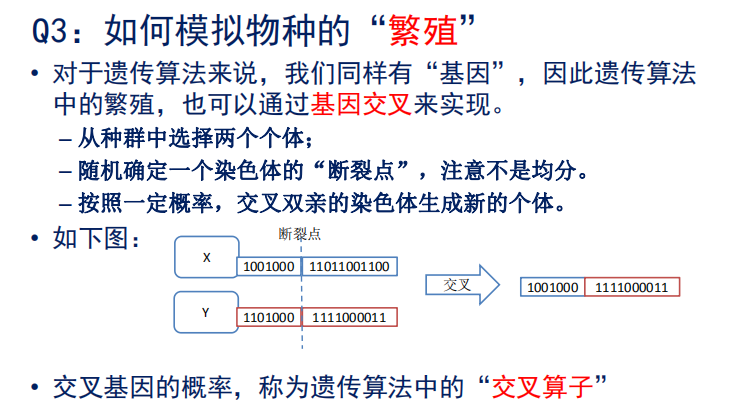 Q3：如何模拟物种的“繁殖”
• 对于遗传算法来说，我们同样有“基因”，因此遗传算法
中的繁殖，也可以通过基因交叉来实现。
– 从种群中选择两个个体；
– 随机确定一个染色体的“断裂点”，注意不是均分。
– 按照一定概率，交叉双亲的染色体生成新的个体。
• 如下图：
断裂点
X
1001000 11011001100
Y
1101000 1111000011
交叉
1001000 1111000011
• 交叉基因的概率，称为遗传算法中的“交叉算子”